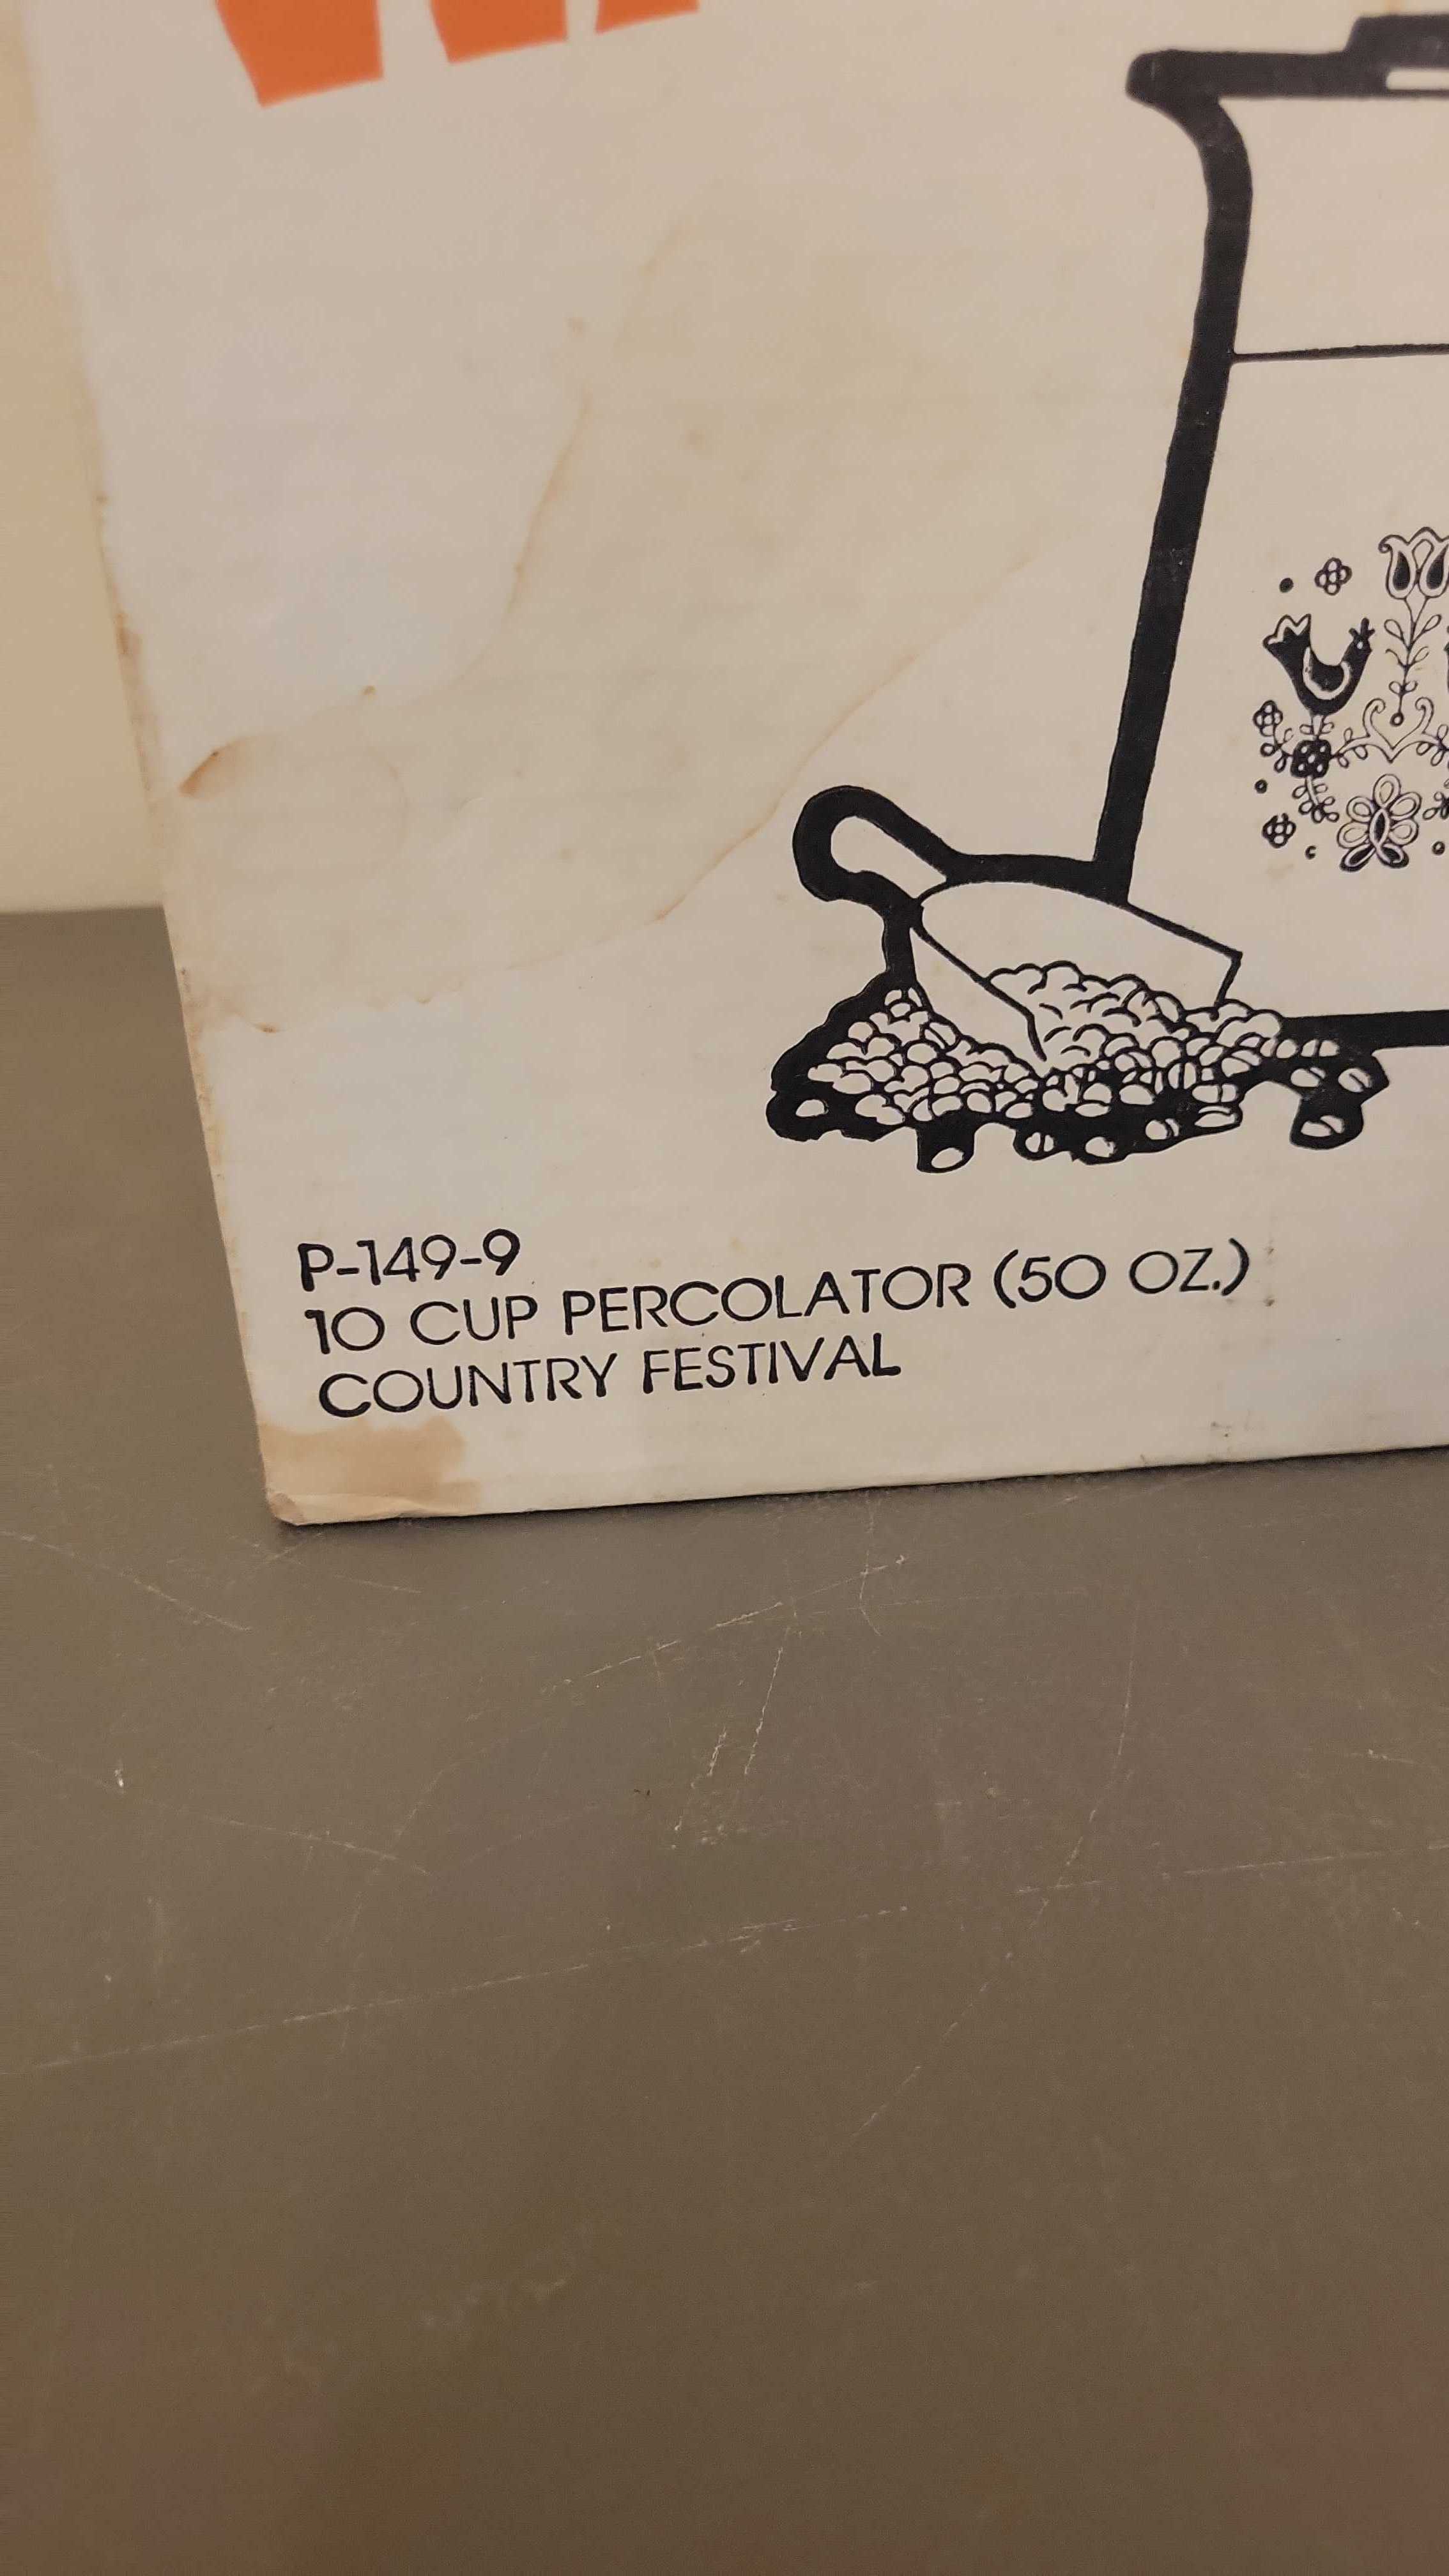 P-149-9
10 CUP PERCOLATOR (50 OZ.)
COUNTRY FESTIVAL